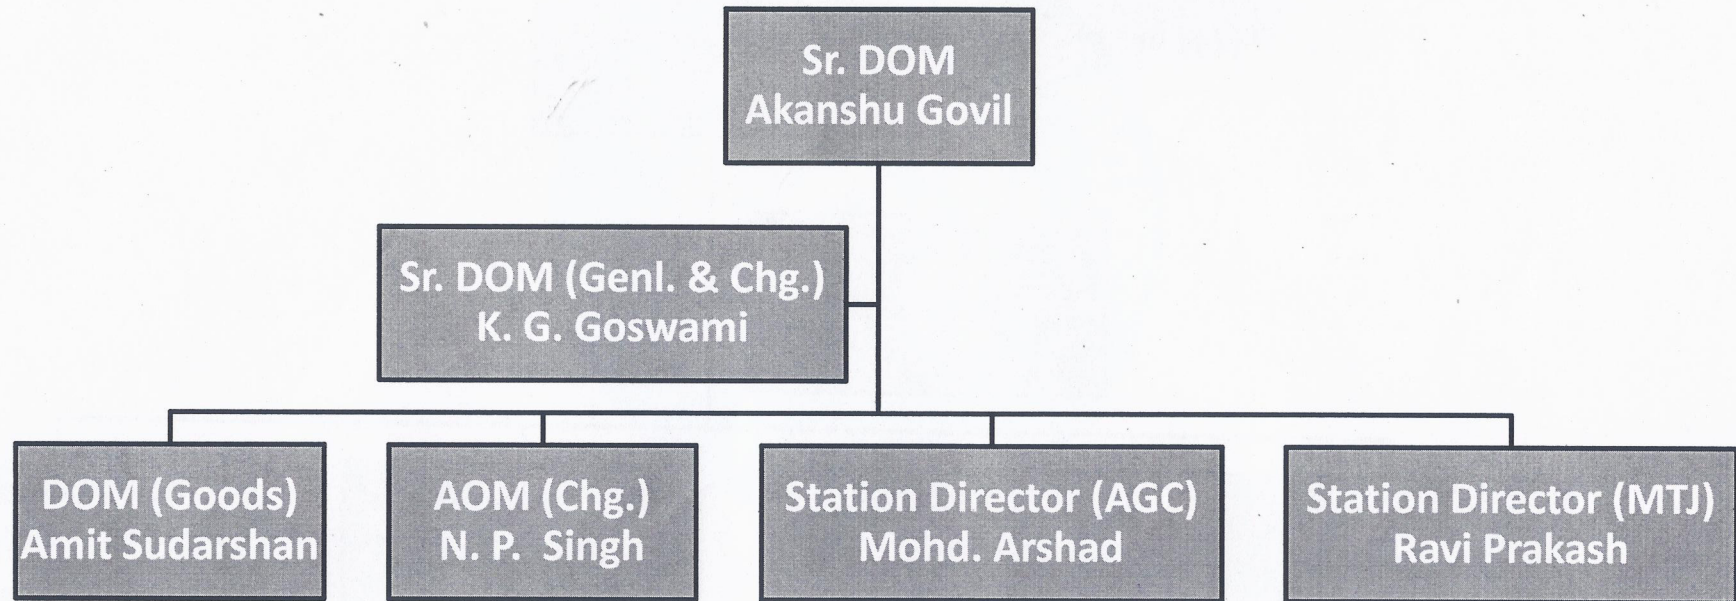 Sr. DOM
Akanshu Govil
Sr. DOM (Genl. & Chg.)
K. G. Goswami
DOM (Goods)
Amit Sudarshan
AOM (Chg.)
N. P. Singh
Station Director (AGC)
Mohd. Arshad
Station Director (MTJ)
Ravi Prakash